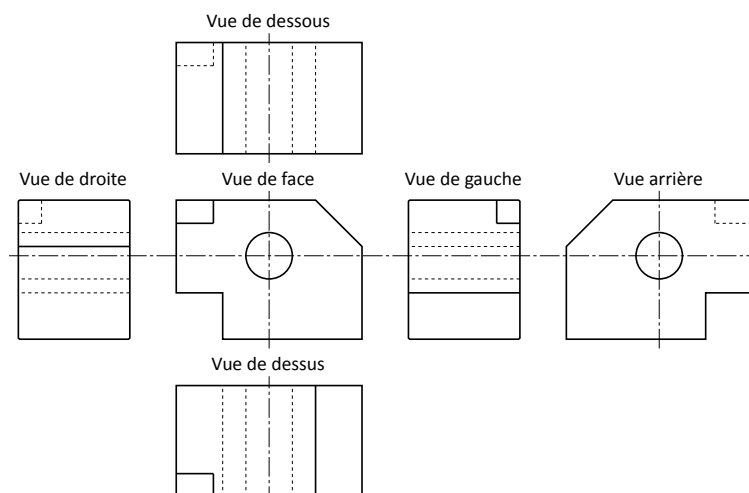 Vue de dessous
Vue de droite
Vue de face
Vue de gauche
Vue arrière
Vue de dessus